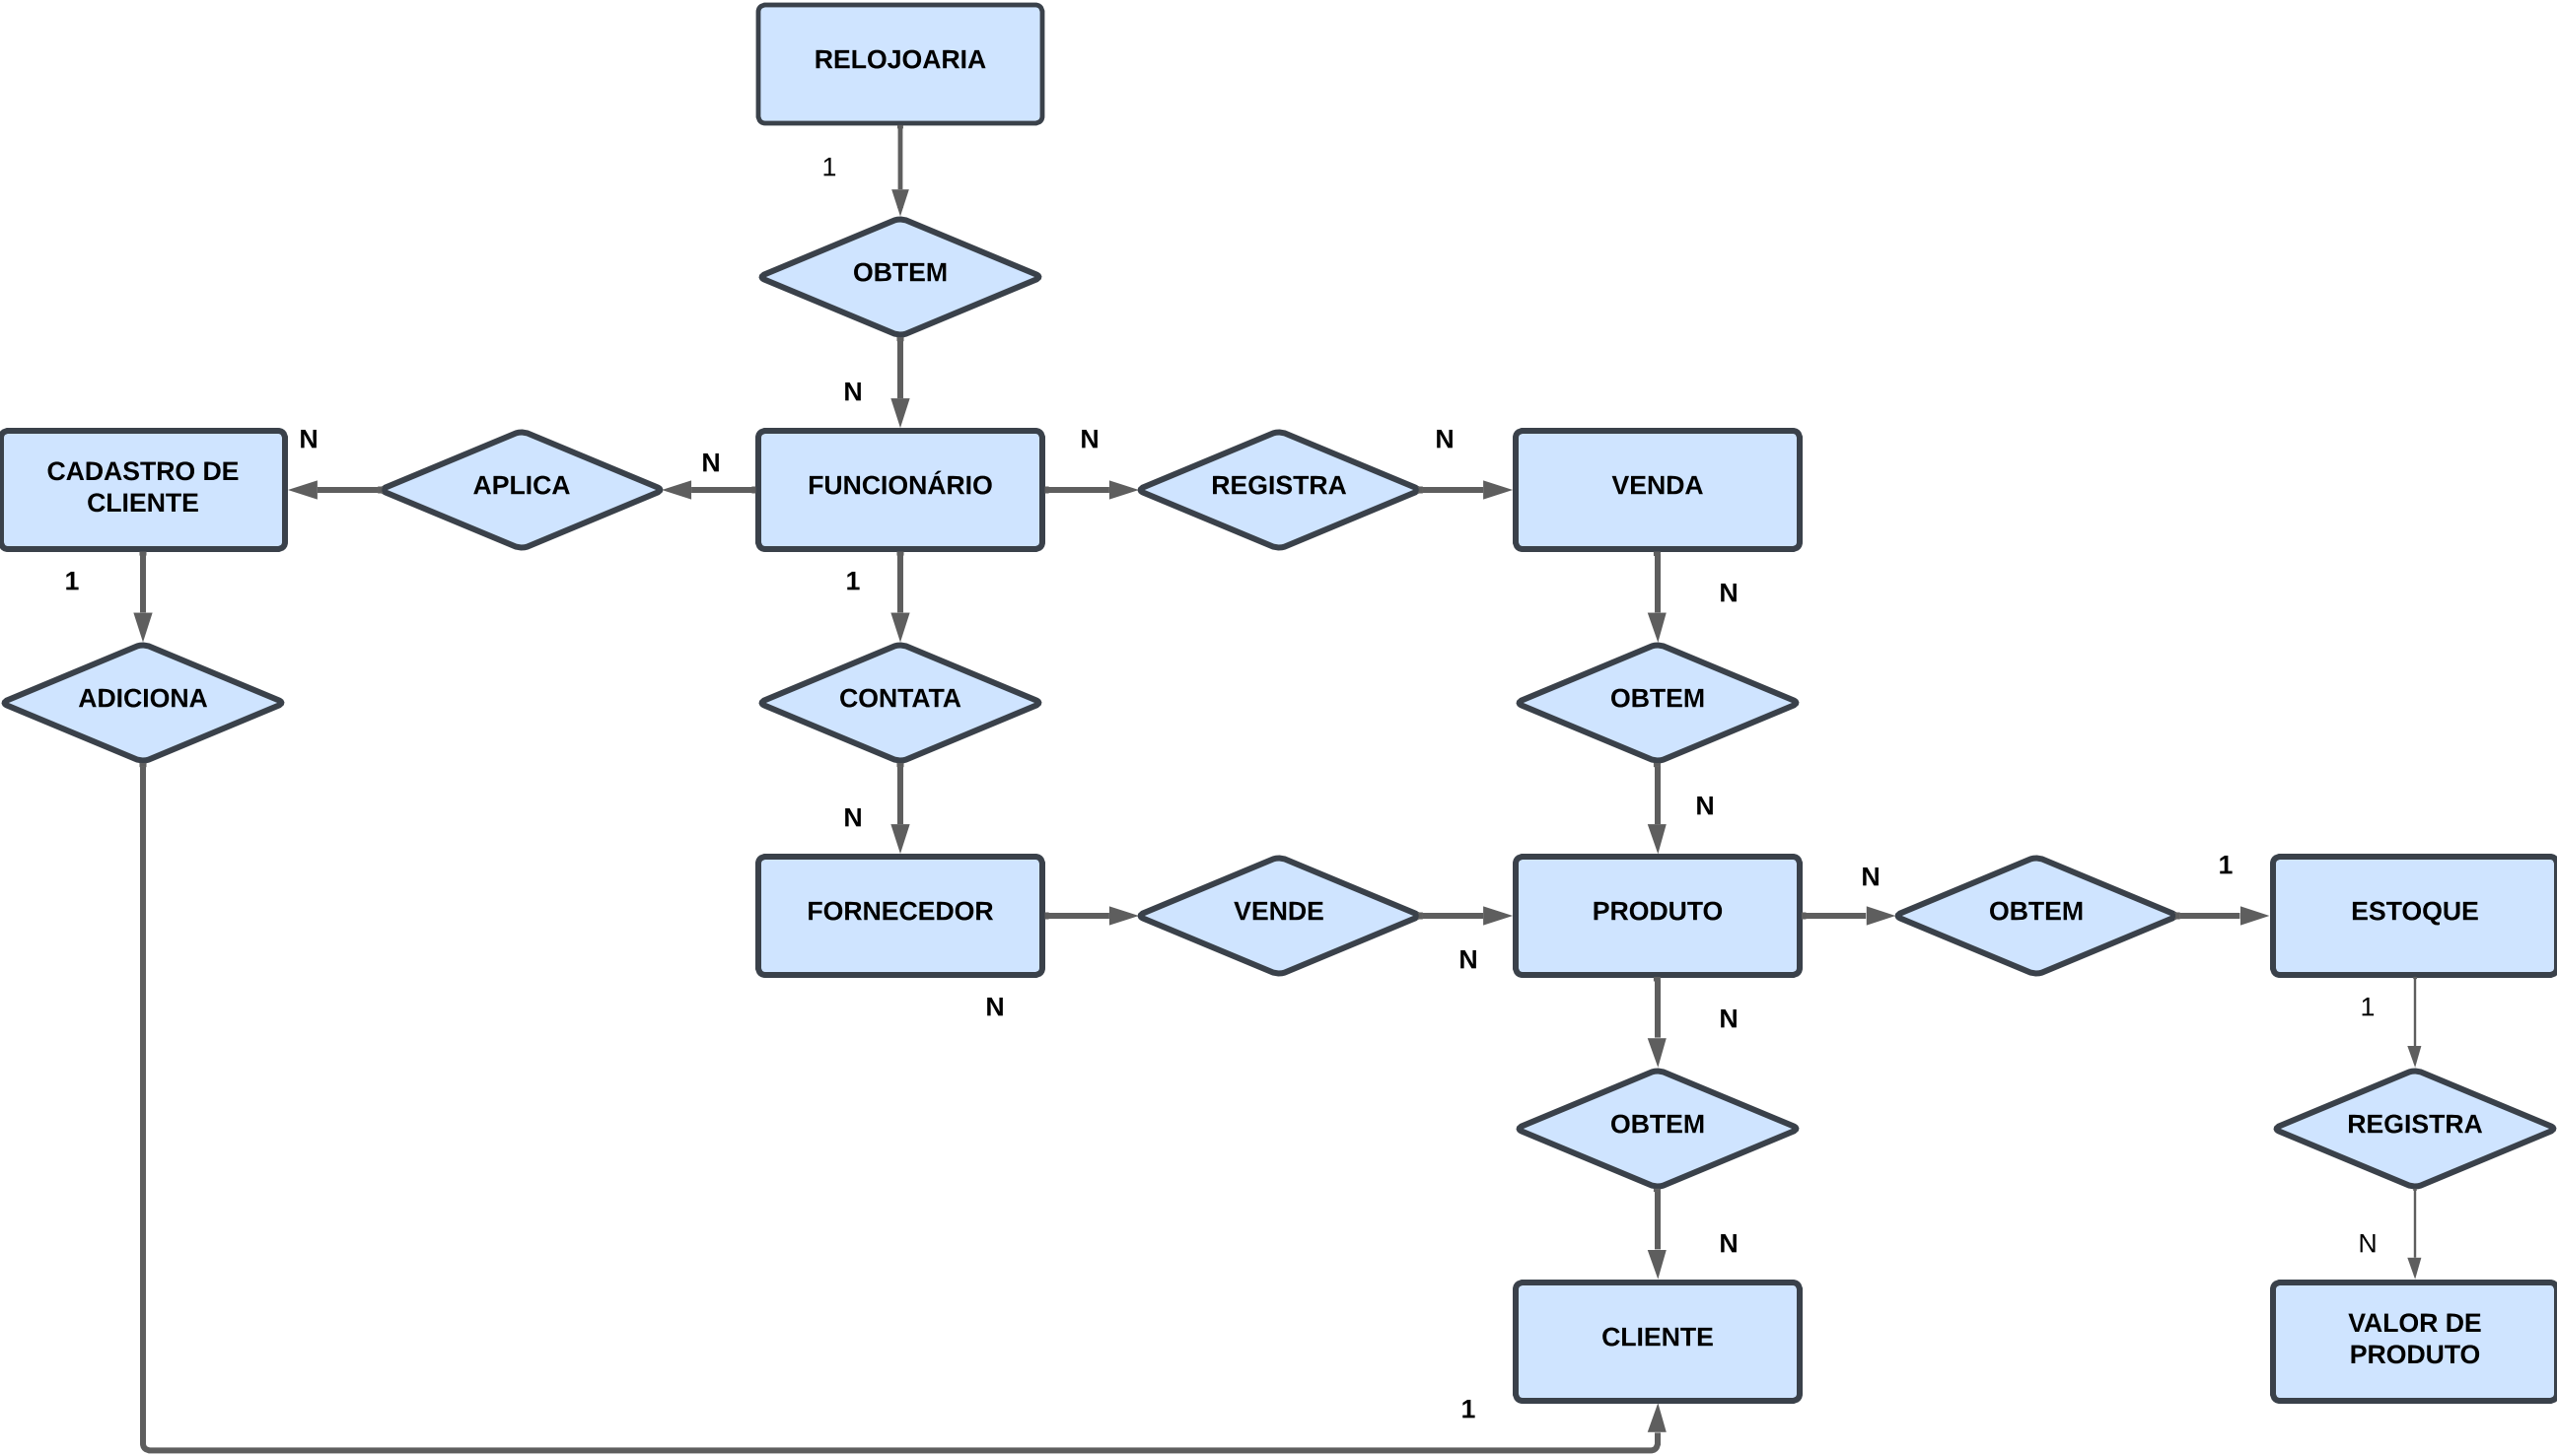 RELOJOARIA
1
OBTEM
N
N
N
N
N
CADASTRO DE
CLIENTE
APLICA
FUNCIONÁRIO
REGISTRA
VENDA
1
1
N
ADICIONA
CONTATA
OBTEM
N
N
N
1
FORNECEDOR
VENDE
PRODUTO
OBTEM
ESTOQUE
N
N
N
1
OBTEM
REGISTRA
N
N
CLIENTE
VALOR DE
PRODUTO
1